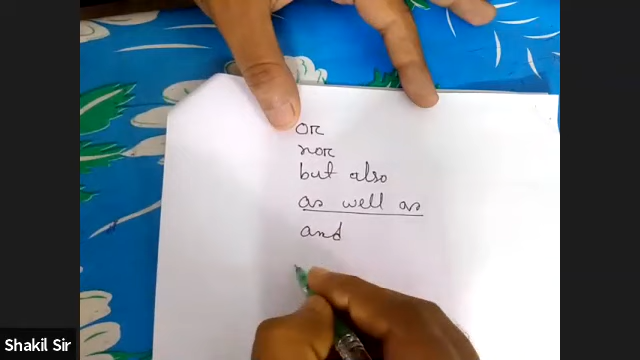 or
nor
but also
as well as
and
Shakil Sir